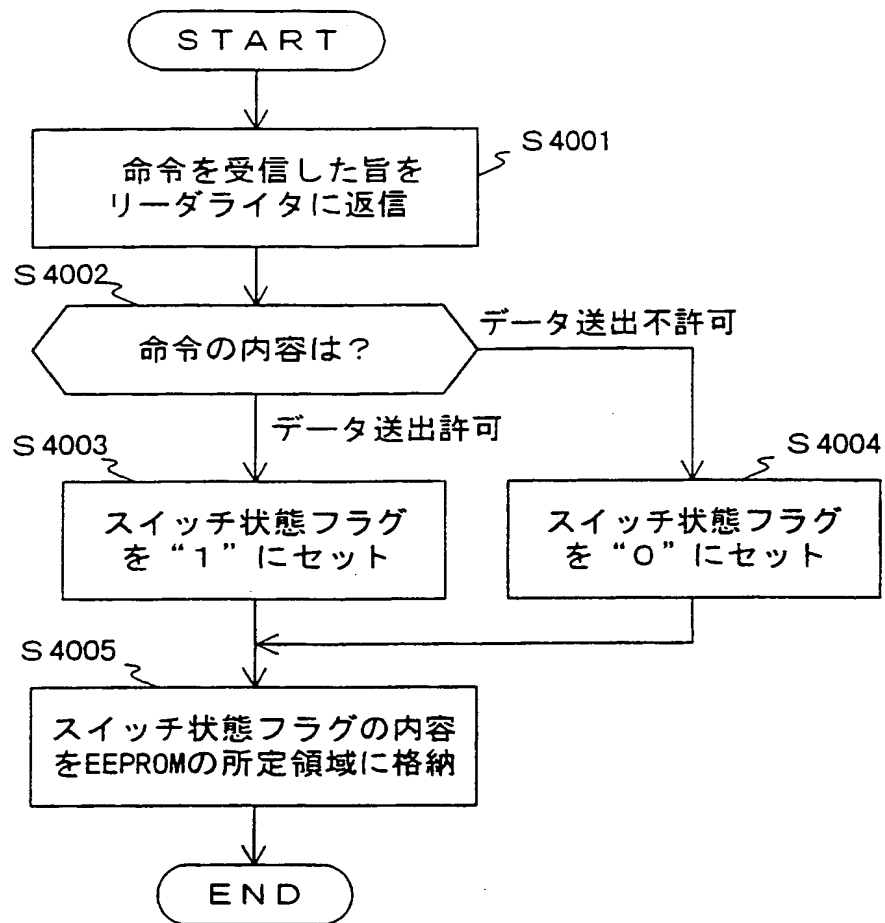 START
S4001
命令を受信した旨を
リーダライタに返信
S4002
データ送出不許可
命令の内容は？
データ送出許可
S4003
S4004
スイッチ状態フラグ
を“1”にセット
スイッチ状態フラグ
を“0”にセット
S4005
スイッチ状態フラグの内容
をEEPROMの所定領域に格納
END